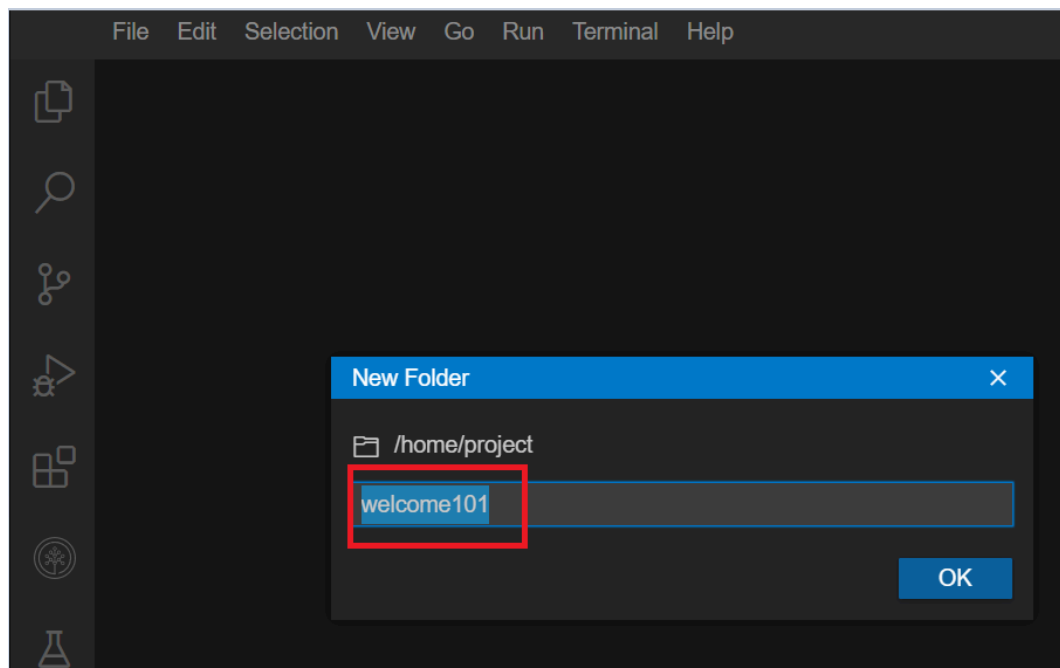 File Edit Selection View Go Run Terminal Help
New Folder
/home/project
welcome101
OK